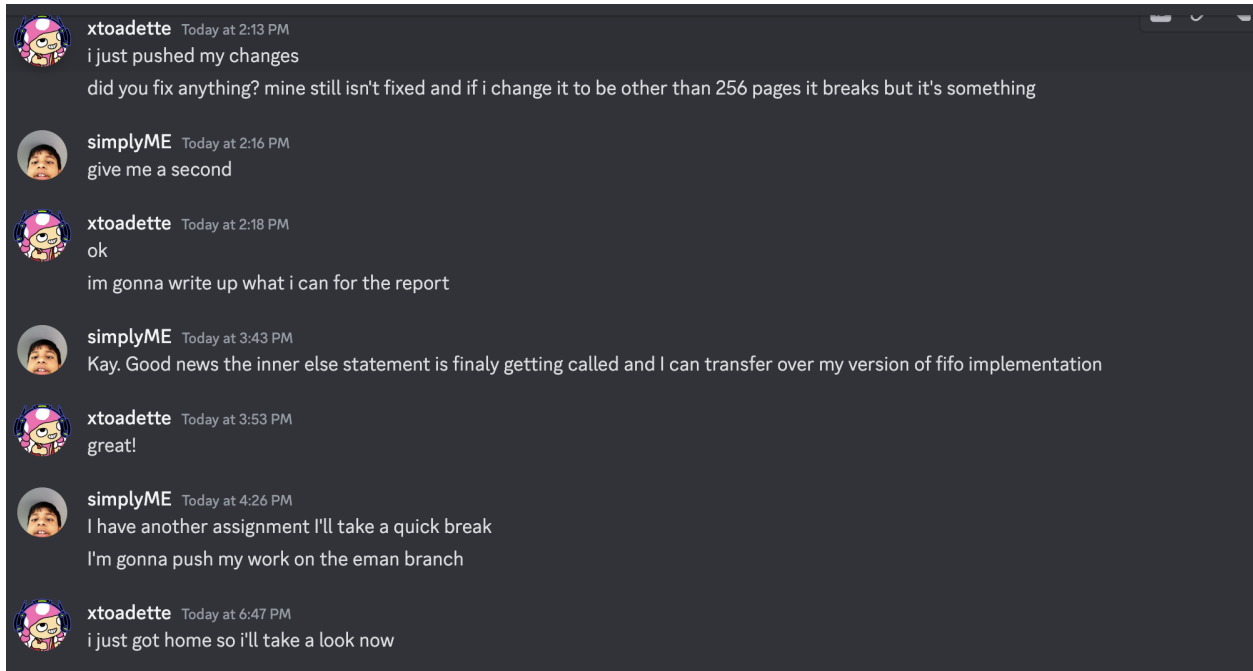 xtoadette Today at 2:13 PM
i just pushed my changes
did you fix anything? mine still isn't fixed and if i change it to be other than 256 pages it breaks but it's something
simplyME Today at 2:16 PM
give me a second
xtoadette Today at 2:18 PM
ok
im gonna write up what i can for the report
simplyME Today at 3:43 PM
Kay. Good news the inner else statement is finaly getting called and I can transfer over my version of fifo implementation
xtoadette Today at 3:53 PM
great!
simplyME Today at 4:26 PM
I have another assignment I'll take a quick break
I'm gonna push my work on the eman branch
xtoadette Today at 6:47 PM
i just got home so i'll take a look now